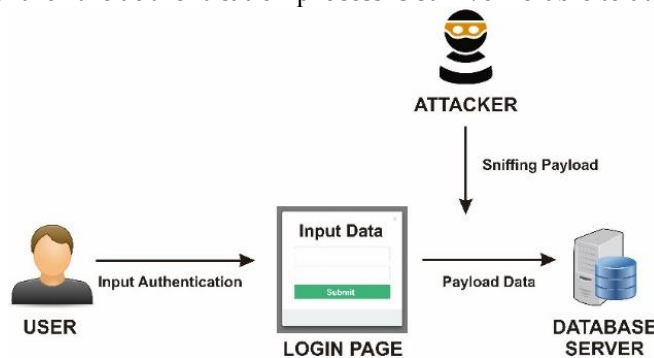 ATTACKER
Sniffing Payload
Input Data
Submit
Input Authentication
Payload Data
USER
LOGIN PAGE
DATABASE
SERVER